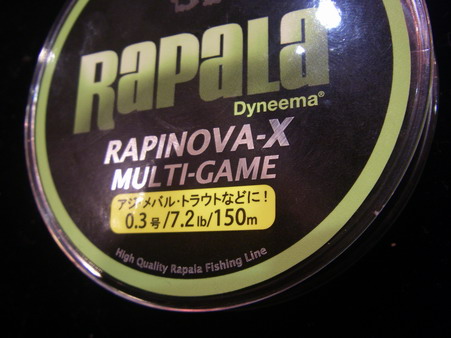 Rapala
Dyneema®
RAPINOVA-X
MULTI-GAME
アジ・メバル・トラウトなどに！
0.3号/7.2lb/150m
High Quality Rapala Fishing Line